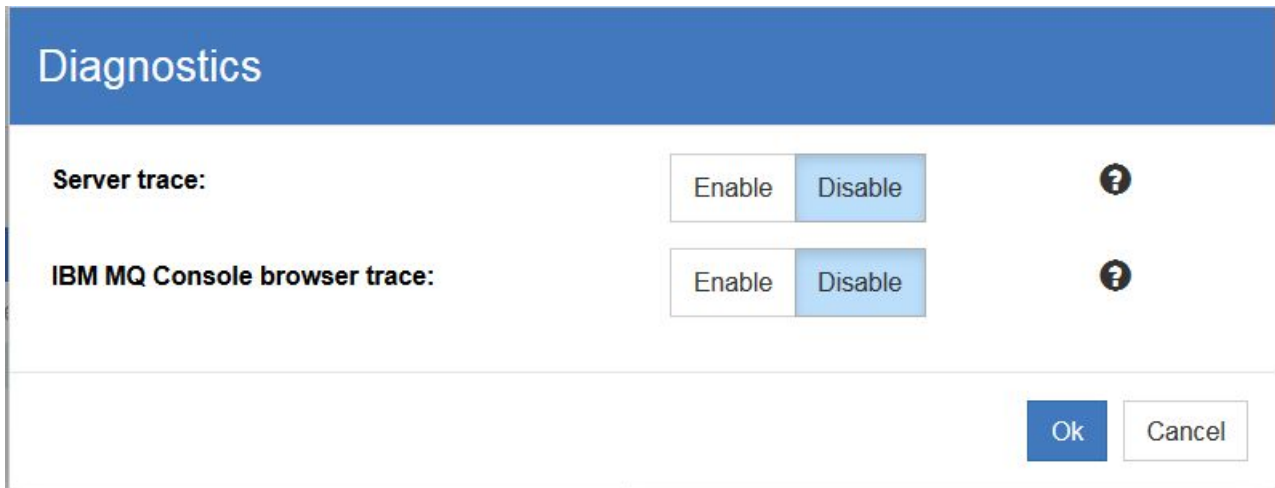 Diagnostics
Server trace: Enable Disable ?
IBM MQ Console browser trace: Enable Disable ?
Ok Cancel